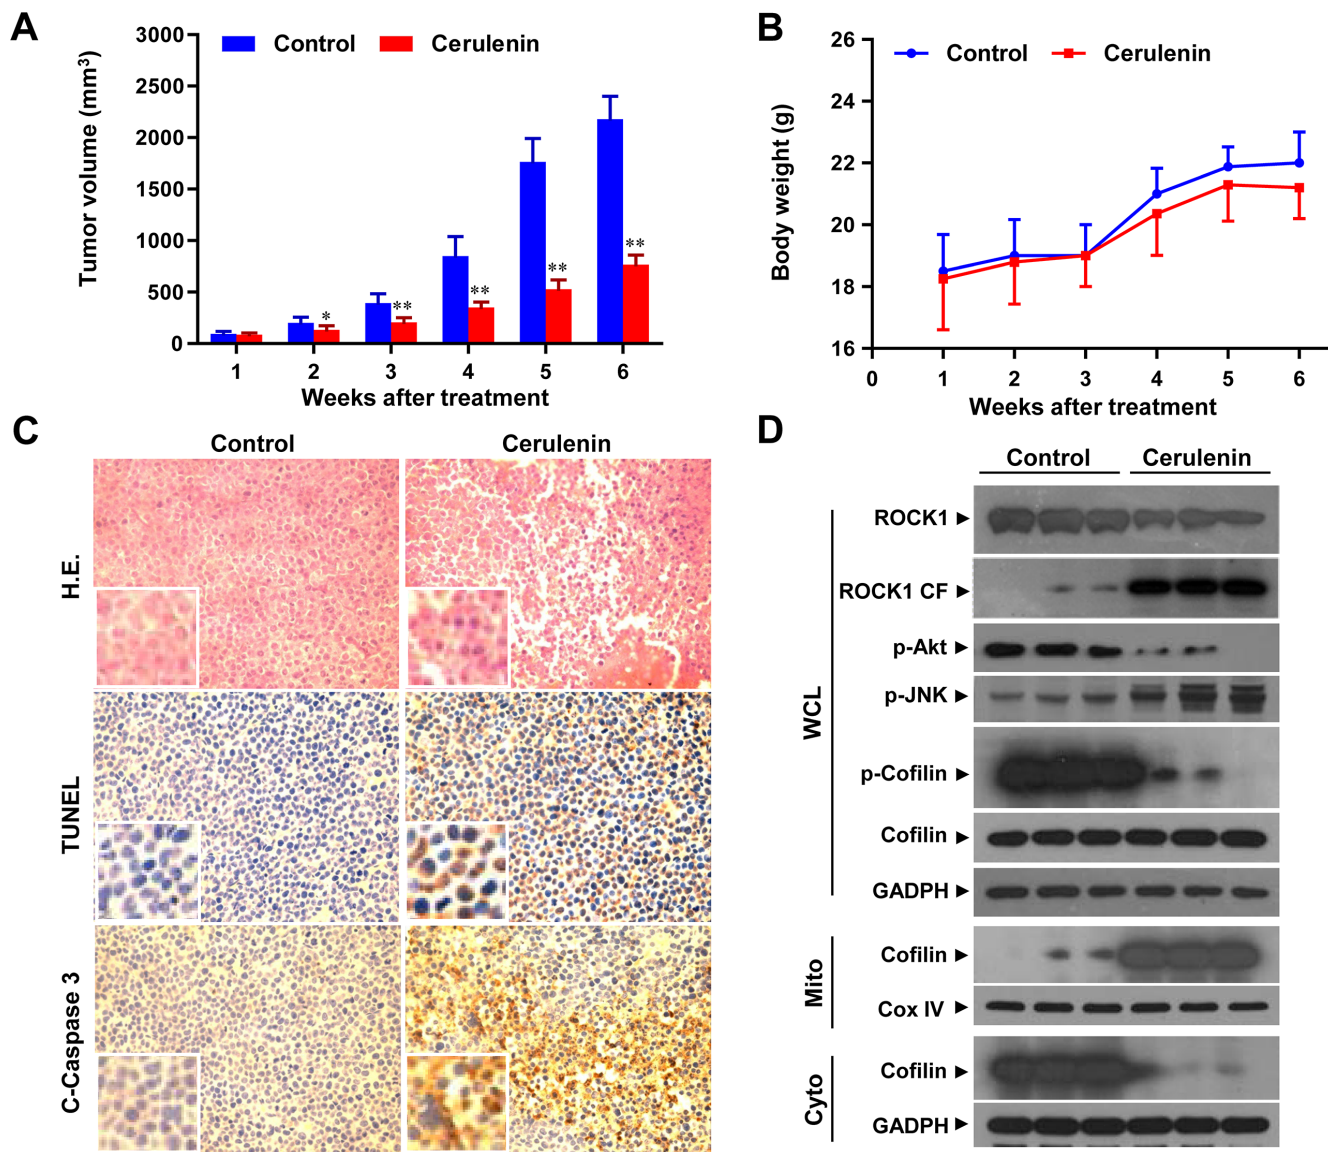 A
Control
Cerulenin
Tumor volume (mm³)
3000
2500
2000
1500
1000
500
0
*
**
**
**
**
1
2
3
4
5
6
Weeks after treatment
B
Control
Cerulenin
Body weight (g)
26
24
22
20
18
16
0
1
2
3
4
5
6
Weeks after treatment
C
Control
Cerulenin
H.E.
TUNEL
C-Caspase 3
D
Control
Cerulenin
WCL
ROCK1
ROCK1 CF
p-Akt
p-JNK
p-Cofilin
Cofilin
GADPH
Mito
Cofilin
Cox IV
Cyto
Cofilin
GADPH